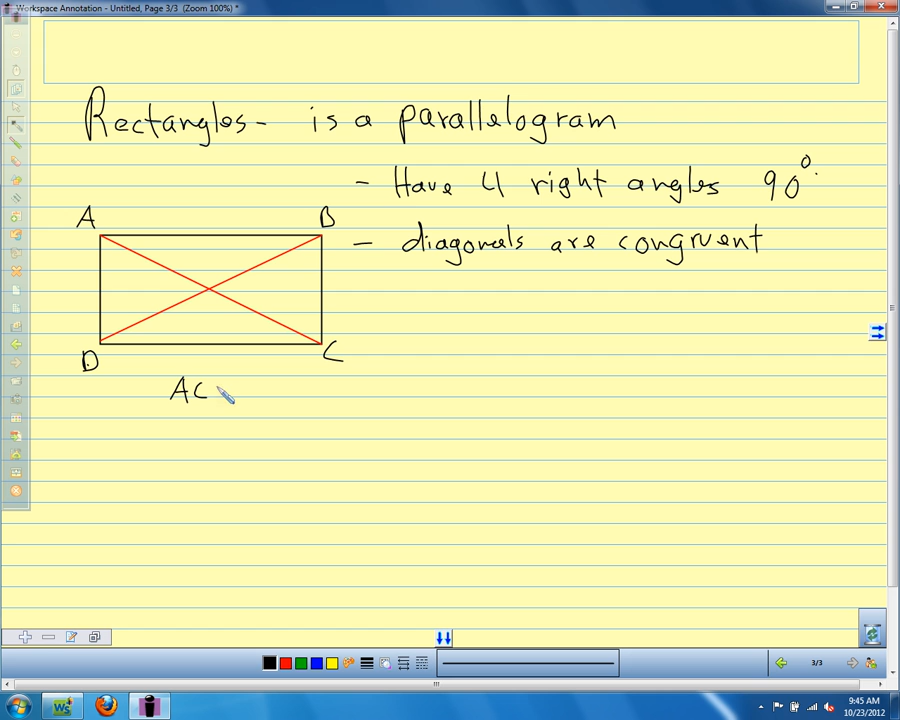 Workspace Annotation - Untitled, Page 3/3 (Zoom 100%) *
Rectangles - is a parallelogram
- Have 4 right angles 90°.
A B
- diagonals are congruent
D C
AC
3/3
9:45 AM
10/23/2012